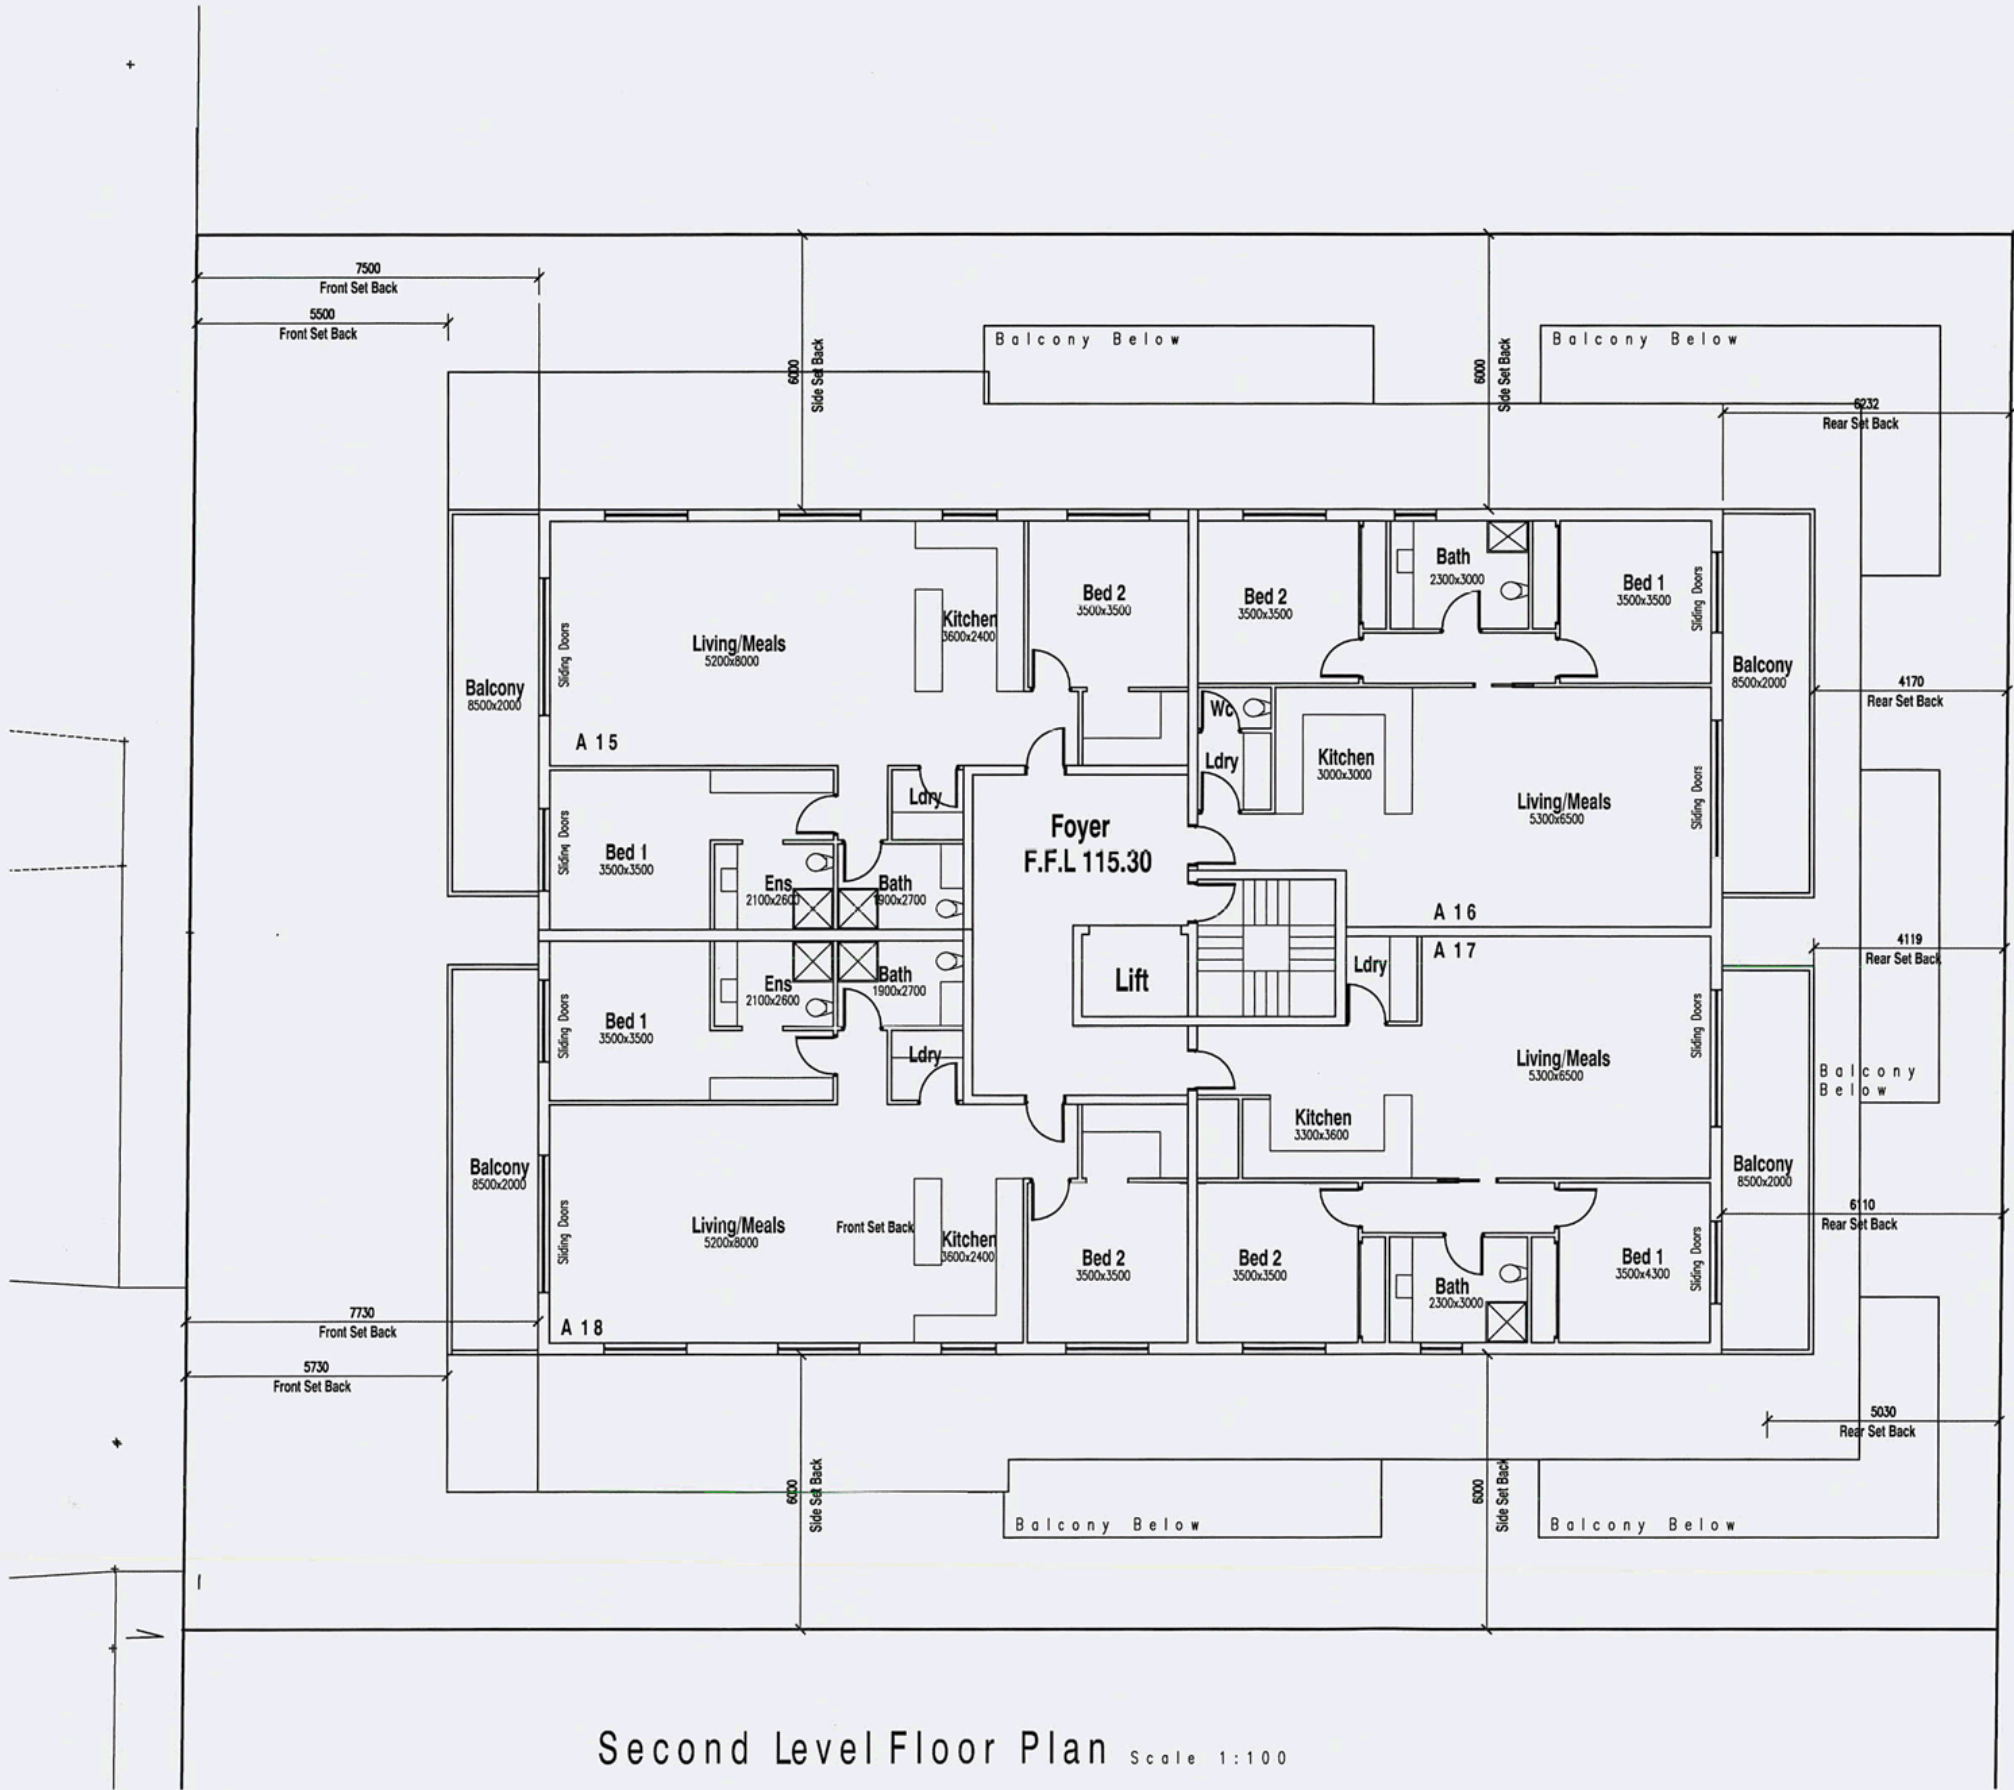 7500
Front Set Back
5500
Front Set Back
6000
Side Set Back
Balcony Below
6000
Side Set Back
Balcony Below
6232
Rear Set Back
Balcony
8500x2000
Sliding Doors
Living/Meals
5200x8000
Kitchen
3600x2400
Bed 2
3500x3500
A 15
Bed 2
3500x3500
Bath
2300x3000
Bed 1
3500x3500
Sliding Doors
Balcony
8500x2000
4170
Rear Set Back
Wc
Ldry
Kitchen
3000x3000
Living/Meals
5300x6500
Sliding Doors
Sliding Doors
Bed 1
3500x3500
Ldry
Ens
2100x2600
Bath
1900x2700
Foyer
F.F.L 115.30
A 16
A 17
4119
Rear Set Back
Ens
2100x2600
Bath
1900x2700
Lift
Ldry
Sliding Doors
Bed 1
3500x3500
Ldry
Living/Meals
5300x6500
Sliding Doors
Balcony
Below
Kitchen
3300x3600
Balcony
8500x2000
Sliding Doors
Living/Meals
5200x8000
Front Set Back
Kitchen
3600x2400
Bed 2
3500x3500
Bed 2
3500x3500
Bath
2300x3000
Bed 1
3500x4300
Sliding Doors
Balcony
8500x2000
6110
Rear Set Back
A 18
7730
Front Set Back
5730
Front Set Back
5030
Rear Set Back
6000
Side Set Back
Balcony Below
6000
Side Set Back
Balcony Below
Second Level Floor Plan Scale 1:100